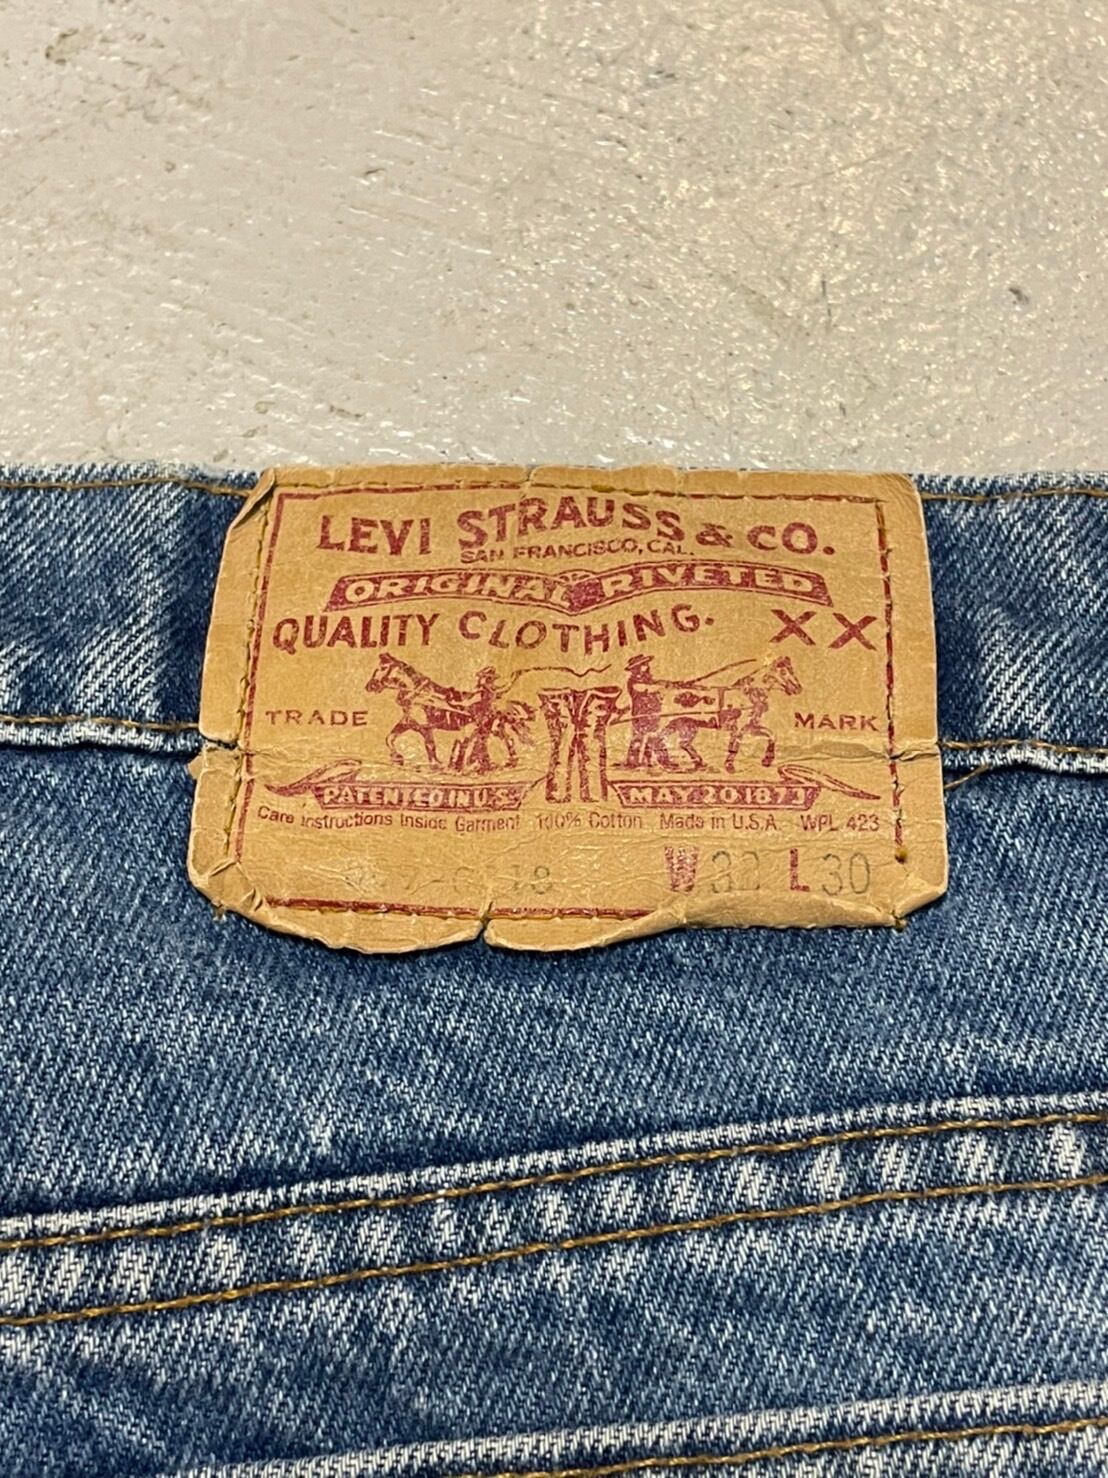 LEVI STRAUSS & CO.
SAN FRANCISCO, CAL.
ORIGINAL RIVETED
QUALITY CLOTHING. XX
TRADE MARK
PATENTED IN U.S. MAY 20 1873
Care Instructions Inside Garment 100% Cotton Made in U.S.A. WPL 423
W L30